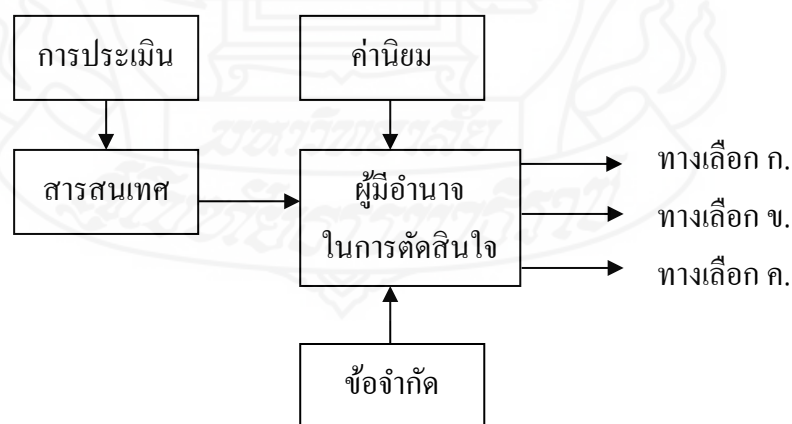 การประเมิน
ค่านิยม
สารสนเทศ
ผู้มีอำนาจ
ในการตัดสินใจ
ทางเลือก ก.
ทางเลือก ข.
ทางเลือก ค.
ข้อจำกัด